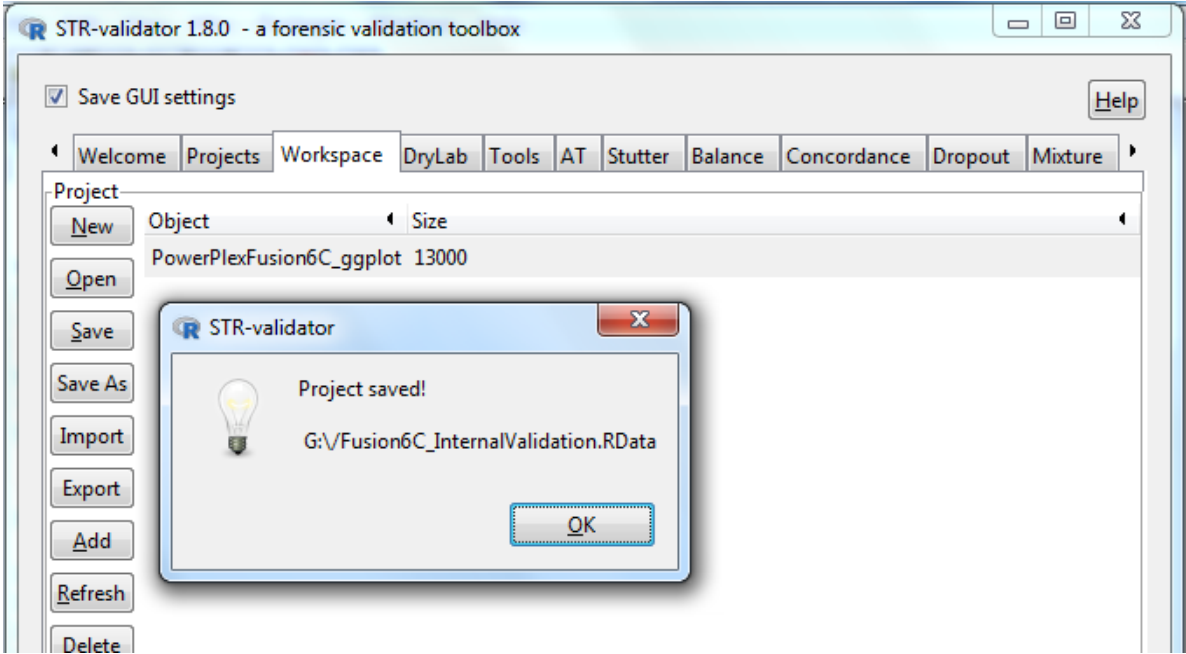 STR-validator 1.8.0 - a forensic validation toolbox
Save GUI settings
Help
Welcome Projects Workspace DryLab Tools AT Stutter Balance Concordance Dropout Mixture
Project
New
Object Size
PowerPlexFusion6C_ggplot 13000
Open
Save
Save As
Import
Export
Add
Refresh
Delete
STR-validator
Project saved!
G:\/Fusion6C_InternalValidation.RData
OK